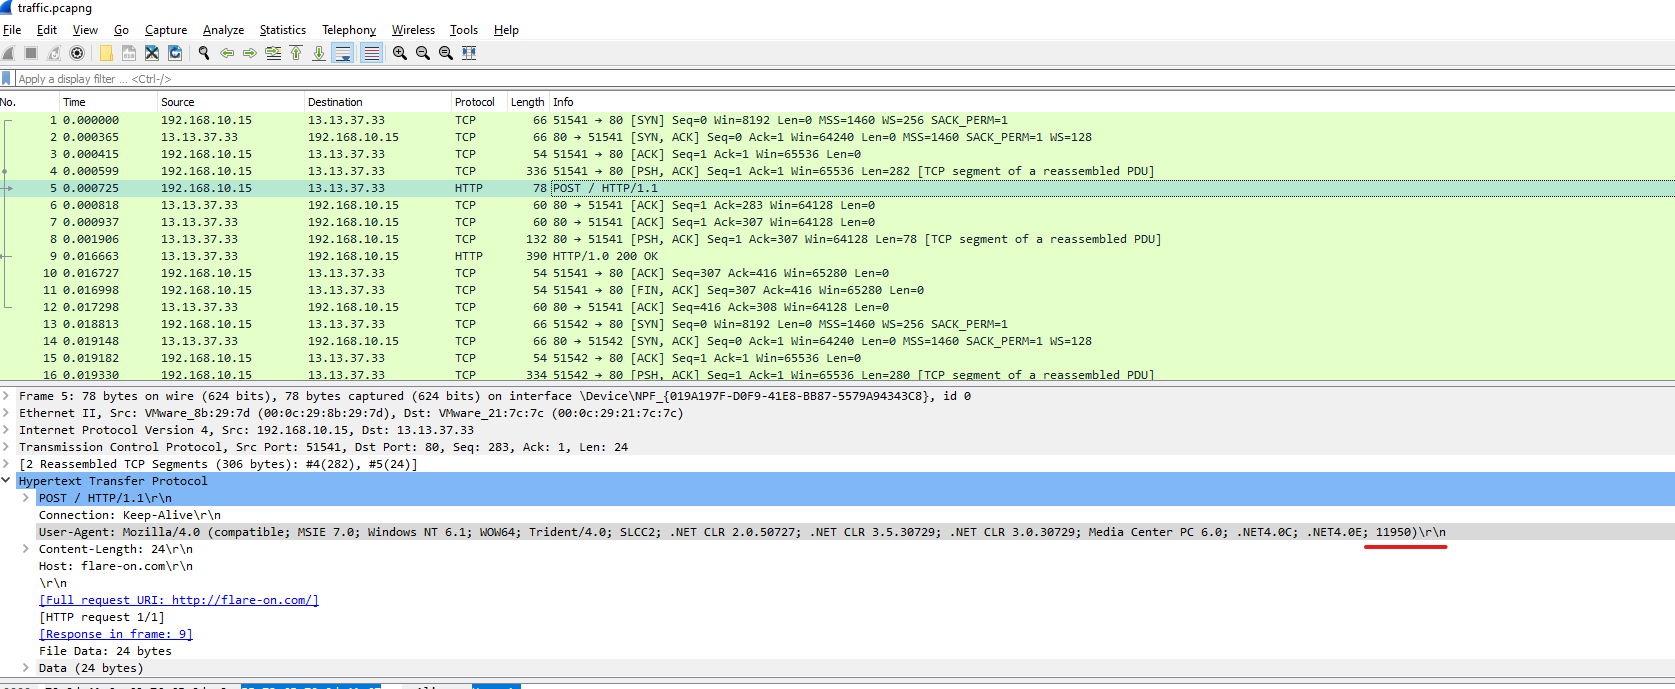 traffic.pcapng
File Edit View Go Capture Analyze Statistics Telephony Wireless Tools Help
Apply a display filter ... <Ctrl-/>
No. Time Source Destination Protocol Length Info
1 0.000000 192.168.10.15 13.13.37.33 TCP 66 51541 → 80 [SYN] Seq=0 Win=8192 Len=0 MSS=1460 WS=256 SACK_PERM=1
2 0.000365 13.13.37.33 192.168.10.15 TCP 66 80 → 51541 [SYN, ACK] Seq=0 Ack=1 Win=64240 Len=0 MSS=1460 SACK_PERM=1 WS=128
3 0.000415 192.168.10.15 13.13.37.33 TCP 54 51541 → 80 [ACK] Seq=1 Ack=1 Win=65536 Len=0
4 0.000599 192.168.10.15 13.13.37.33 TCP 336 51541 → 80 [PSH, ACK] Seq=1 Ack=1 Win=65536 Len=282 [TCP segment of a reassembled PDU]
5 0.000725 192.168.10.15 13.13.37.33 HTTP 78 POST / HTTP/1.1
6 0.000818 13.13.37.33 192.168.10.15 TCP 60 80 → 51541 [ACK] Seq=1 Ack=283 Win=64128 Len=0
7 0.000937 13.13.37.33 192.168.10.15 TCP 60 80 → 51541 [ACK] Seq=1 Ack=307 Win=64128 Len=0
8 0.001906 13.13.37.33 192.168.10.15 TCP 132 80 → 51541 [PSH, ACK] Seq=1 Ack=307 Win=64128 Len=78 [TCP segment of a reassembled PDU]
9 0.016663 13.13.37.33 192.168.10.15 HTTP 390 HTTP/1.0 200 OK
10 0.016727 192.168.10.15 13.13.37.33 TCP 54 51541 → 80 [ACK] Seq=307 Ack=416 Win=65280 Len=0
11 0.016998 192.168.10.15 13.13.37.33 TCP 54 51541 → 80 [FIN, ACK] Seq=307 Ack=416 Win=65280 Len=0
12 0.017298 13.13.37.33 192.168.10.15 TCP 60 80 → 51541 [ACK] Seq=416 Ack=308 Win=64128 Len=0
13 0.018813 192.168.10.15 13.13.37.33 TCP 66 51542 → 80 [SYN] Seq=0 Win=8192 Len=0 MSS=1460 WS=256 SACK_PERM=1
14 0.019148 13.13.37.33 192.168.10.15 TCP 66 80 → 51542 [SYN, ACK] Seq=0 Ack=1 Win=64240 Len=0 MSS=1460 SACK_PERM=1 WS=128
15 0.019182 192.168.10.15 13.13.37.33 TCP 54 51542 → 80 [ACK] Seq=1 Ack=1 Win=65536 Len=0
16 0.019330 192.168.10.15 13.13.37.33 TCP 334 51542 → 80 [PSH, ACK] Seq=1 Ack=1 Win=65536 Len=280 [TCP segment of a reassembled PDU]
Frame 5: 78 bytes on wire (624 bits), 78 bytes captured (624 bits) on interface \Device\NPF_{019A197F-D0F9-41E8-BB87-5579A94343C8}, id 0
Ethernet II, Src: VMware_8b:29:7d (00:0c:29:8b:29:7d), Dst: VMware_21:7c:7c (00:0c:29:21:7c:7c)
Internet Protocol Version 4, Src: 192.168.10.15, Dst: 13.13.37.33
Transmission Control Protocol, Src Port: 51541, Dst Port: 80, Seq: 283, Ack: 1, Len: 24
[2 Reassembled TCP Segments (306 bytes): #4(282), #5(24)]
Hypertext Transfer Protocol
POST / HTTP/1.1\r\n
Connection: Keep-Alive\r\n
User-Agent: Mozilla/4.0 (compatible; MSIE 7.0; Windows NT 6.1; WOW64; Trident/4.0; SLCC2; .NET CLR 2.0.50727; .NET CLR 3.5.30729; .NET CLR 3.0.30729; Media Center PC 6.0; .NET4.0C; .NET4.0E; 11950)\r\n
Content-Length: 24\r\n
Host: flare-on.com\r\n
\r\n
[Full request URI: http://flare-on.com/]
[HTTP request 1/1]
[Response in frame: 9]
File Data: 24 bytes
Data (24 bytes)